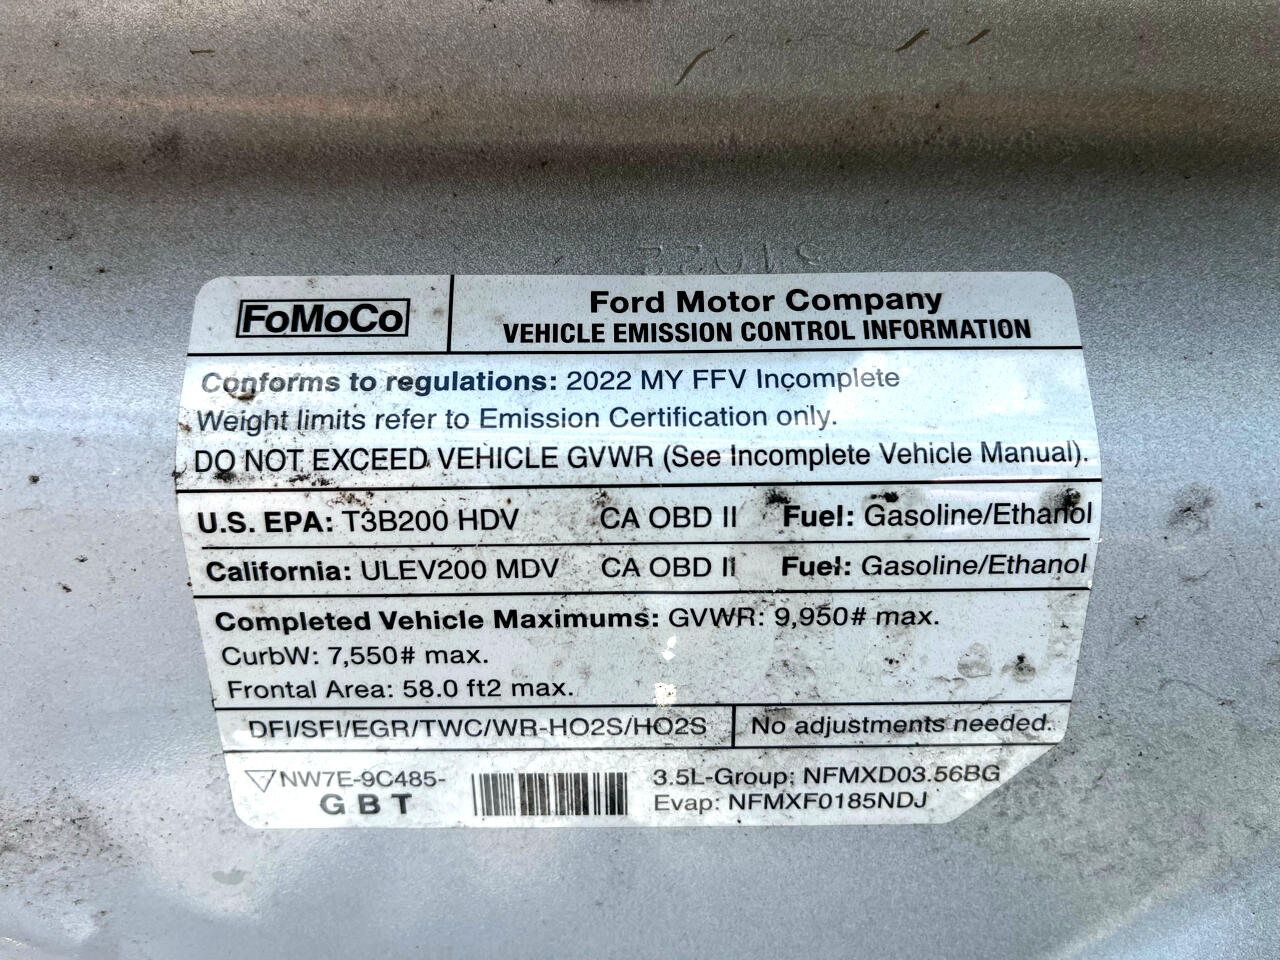 FoMoCo
Ford Motor Company
VEHICLE EMISSION CONTROL INFORMATION
Conforms to regulations: 2022 MY FFV Incomplete
Weight limits refer to Emission Certification only.
DO NOT EXCEED VEHICLE GVWR (See Incomplete Vehicle Manual).
U.S. EPA: T3B200 HDV CA OBD II Fuel: Gasoline/Ethanol
California: ULEV200 MDV CA OBD II Fuel: Gasoline/Ethanol
Completed Vehicle Maximums: GVWR: 9,950# max.
CurbW: 7,550# max.
Frontal Area: 58.0 ft2 max.
DFI/SFI/EGR/TWC/WR-HO2S/HO2S No adjustments needed.
NW7E-9C485-
GBT
3.5L-Group: NFMXD03.56BG
Evap: NFMXF0185NDJ